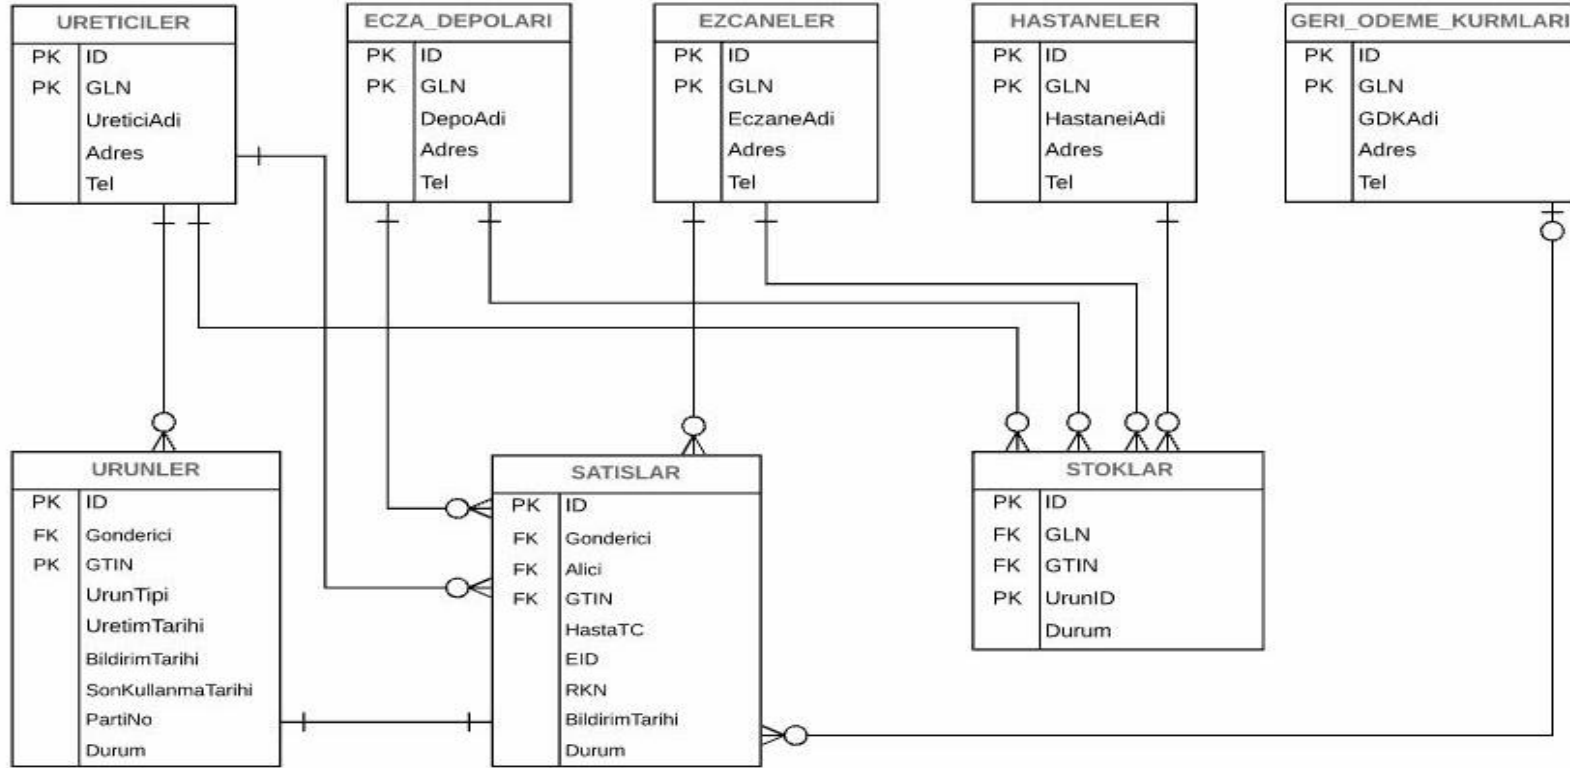 URETICILER
PK ID
PK GLN
UreticiAdi
Adres
Tel
ECZA_DEPOLARI
PK ID
PK GLN
DepoAdi
Adres
Tel
EZCANELER
PK ID
PK GLN
EczaneAdi
Adres
Tel
HASTANELER
PK ID
PK GLN
HastaneiAdi
Adres
Tel
GERI_ODEME_KURMLARI
PK ID
PK GLN
GDKAdi
Adres
Tel
URUNLER
PK ID
FK Gonderici
PK GTIN
UrunTipi
UretimTarihi
BildirimTarihi
SonKullanmaTarihi
PartiNo
Durum
SATISLAR
PK ID
FK Gonderici
FK Alici
FK GTIN
HastaTC
EID
RKN
BildirimTarihi
Durum
STOKLAR
PK ID
FK GLN
FK GTIN
PK UrunID
Durum